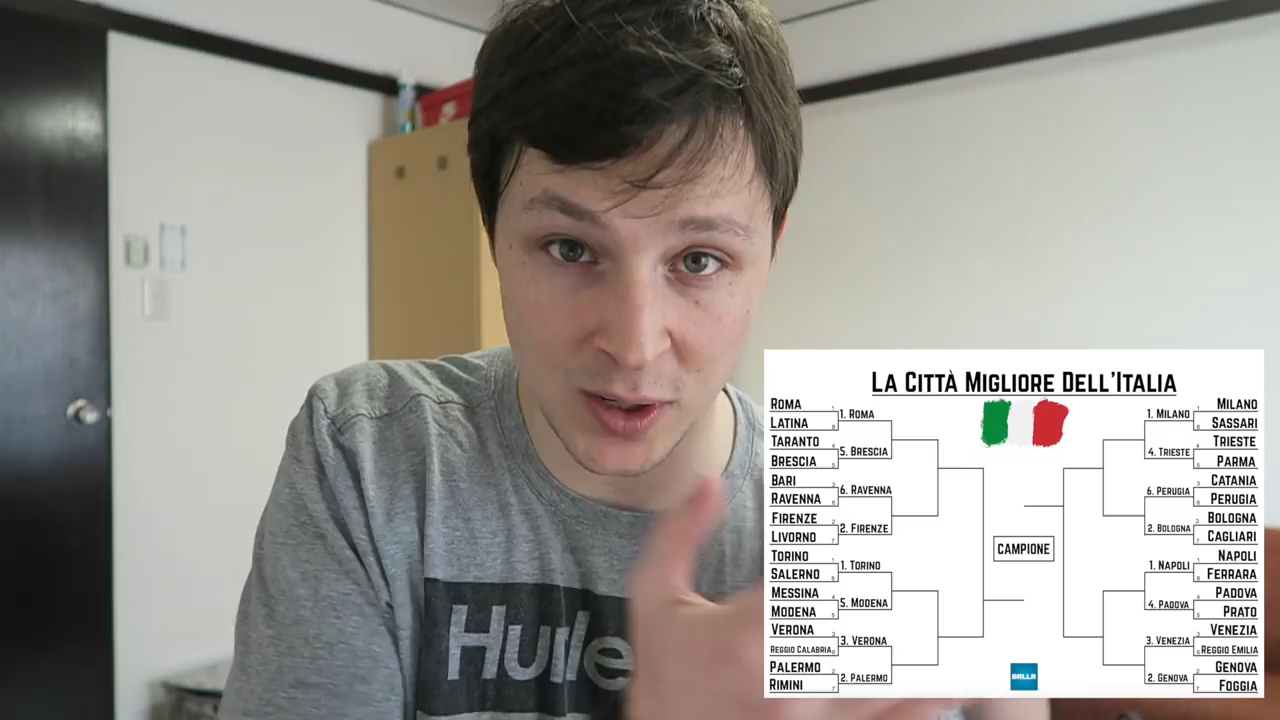 Hurle
LA CITTÀ MIGLIORE DELL'ITALIA
ROMA
LATINA
TARANTO
BRESCIA
BARI
RAVENNA
FIRENZE
LIVORNO
TORINO
SALERNO
MESSINA
MODENA
VERONA
REGGIO CALABRIA
PALERMO
RIMINI
1. ROMA
5. BRESCIA
6. RAVENNA
2. FIRENZE
1. TORINO
5. MODENA
3. VERONA
2. PALERMO
CAMPIONE
BRLLR
1. MILANO
4. TRIESTE
6. PERUGIA
2. BOLOGNA
1. NAPOLI
4. PADOVA
3. VENEZIA
2. GENOVA
MILANO
SASSARI
TRIESTE
PARMA
CATANIA
PERUGIA
BOLOGNA
CAGLIARI
NAPOLI
FERRARA
PADOVA
PRATO
VENEZIA
REGGIO EMILIA
GENOVA
FOGGIA